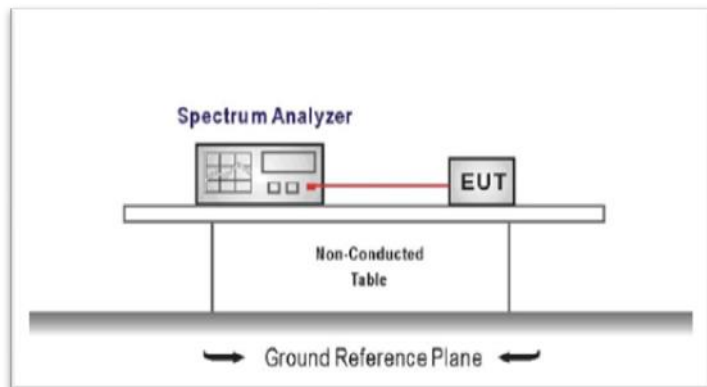 Spectrum Analyzer
EUT
Non-Conducted
Table
Ground Reference Plane